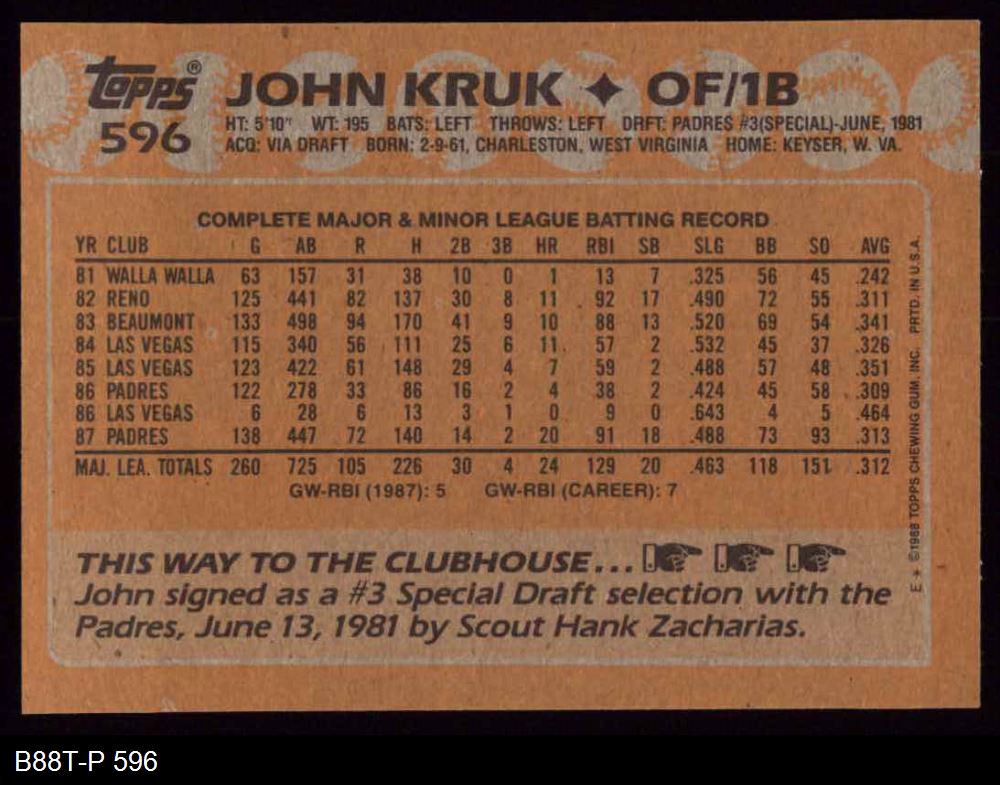 topps® JOHN KRUK ✦ OF/1B
596 HT: 5'10" WT: 195 BATS: LEFT THROWS: LEFT DRFT: PADRES #3(SPECIAL)-JUNE, 1981
ACQ: VIA DRAFT BORN: 2-9-61, CHARLESTON, WEST VIRGINIA HOME: KEYSER, W. VA.
COMPLETE MAJOR & MINOR LEAGUE BATTING RECORD
YR CLUB G AB R H 2B 3B HR RBI SB SLG BB SO AVG
81 WALLA WALLA 63 157 31 38 10 0 1 13 7 .325 56 45 .242
82 RENO 125 441 82 137 30 8 11 92 17 .490 72 55 .311
83 BEAUMONT 133 498 94 170 41 9 10 88 13 .520 69 54 .341
84 LAS VEGAS 115 340 56 111 25 6 11 57 2 .532 45 37 .326
85 LAS VEGAS 123 422 61 148 29 4 7 59 2 .488 57 48 .351
86 PADRES 122 278 33 86 16 2 4 38 2 .424 45 58 .309
86 LAS VEGAS 6 28 6 13 3 1 0 9 0 .643 4 5 .464
87 PADRES 138 447 72 140 14 2 20 91 18 .488 73 93 .313
MAJ. LEA. TOTALS 260 725 105 226 30 4 24 129 20 .463 118 151 .312
GW-RBI (1987): 5 GW-RBI (CAREER): 7
E * ©1988 TOPPS CHEWING GUM, INC. PRTD. IN U.S.A.
THIS WAY TO THE CLUBHOUSE...
John signed as a #3 Special Draft selection with the
Padres, June 13, 1981 by Scout Hank Zacharias.
B88T-P 596